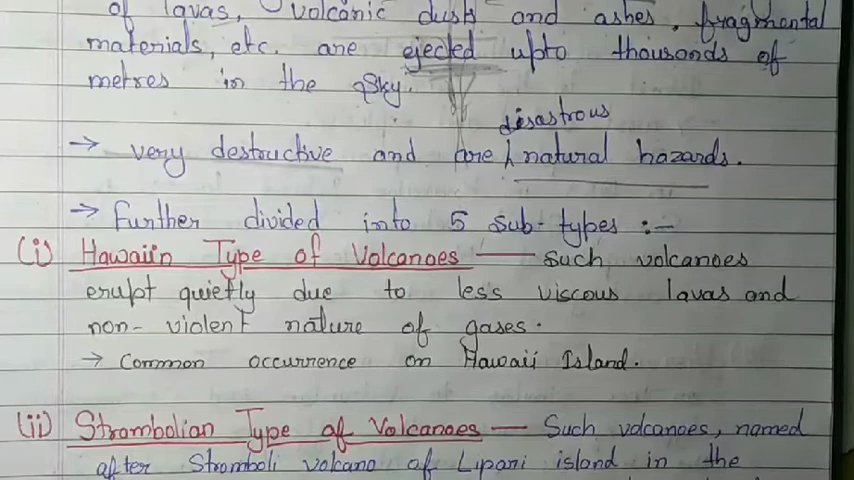 of lavas, volcanic dust and ashes, fragmental
materials, etc. are ejected upto thousands of
metres in the sky.
disastrous
→ very destructive and are natural hazards.
→ Further divided into 5 sub-types :-
(i) Hawaiin Type of Volcanoes — such volcanoes
erupt quietly due to less viscous lavas and
non-violent nature of gases.
→ Common occurrence on Hawaii Island.
(ii) Strombolian Type of Volcanoes — Such volcanoes, named
after Stromboli volcano of Lipari island in the